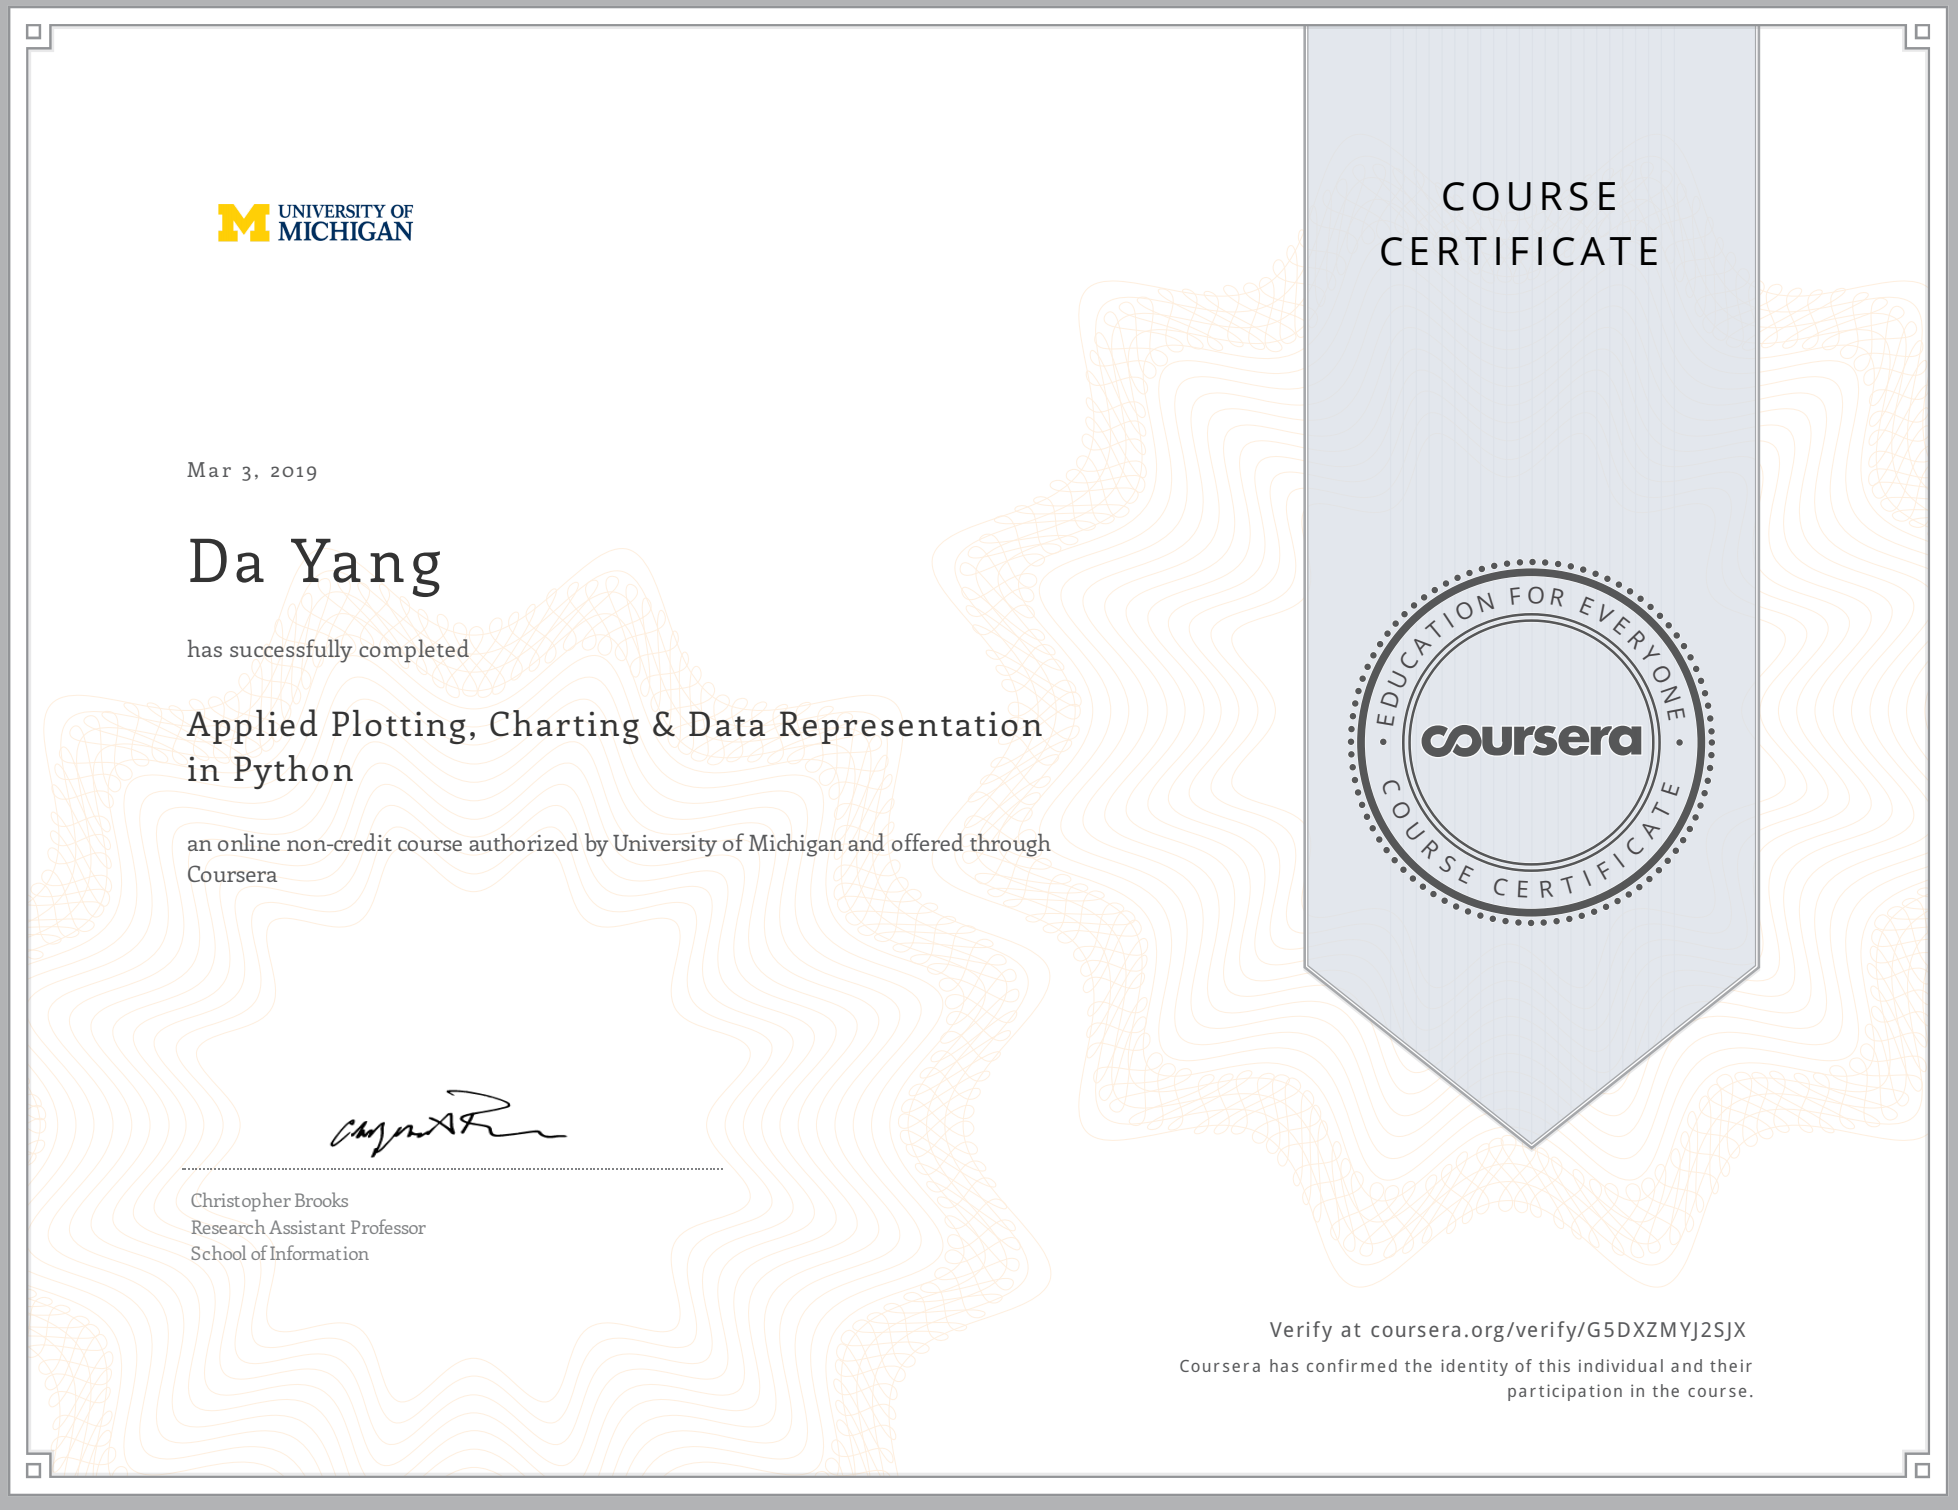 UNIVERSITY OF
MICHIGAN
COURSE
CERTIFICATE
Mar 3, 2019
Da Yang
has successfully completed
Applied Plotting, Charting & Data Representation
in Python
an online non-credit course authorized by University of Michigan and offered through
Coursera
EDUCATION FOR EVERYONE
coursera
COURSE CERTIFICATE
Christopher Brooks
Research Assistant Professor
School of Information
Verify at coursera.org/verify/G5DXZMYJ2SJX
Coursera has confirmed the identity of this individual and their
participation in the course.